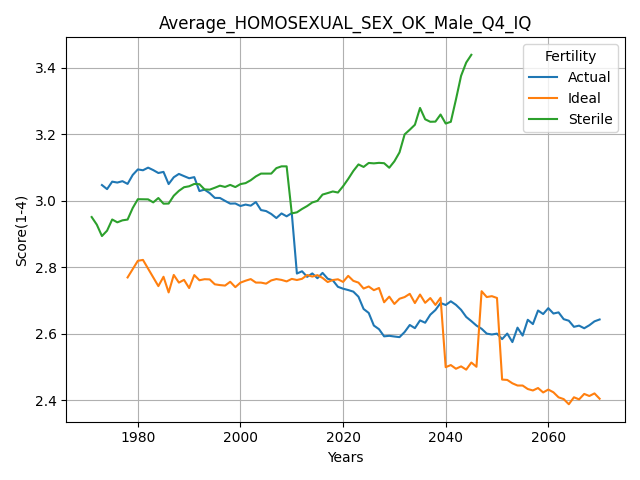 Average_HOMOSEXUAL_SEX_OK_Male_Q4_IQ
Fertility
Actual
Ideal
Sterile
Score(1-4)
3.4
3.2
3.0
2.8
2.6
2.4
1980 2000 2020 2040 2060
Years